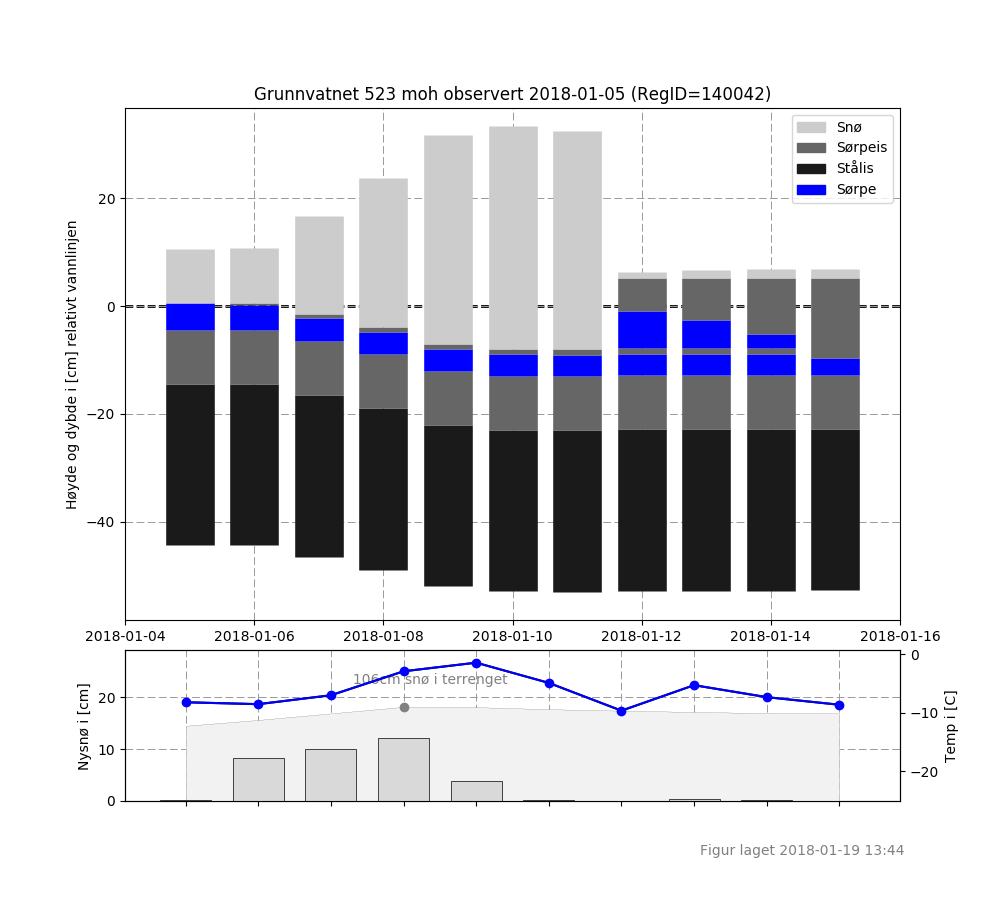 Grunnvatnet 523 moh observert 2018-01-05 (RegID=140042)
Snø
Sørpeis
Stålis
Sørpe
Høyde og dybde i [cm] relativt vannlinjen
20
0
−20
−40
2018-01-04 2018-01-06 2018-01-08 2018-01-10 2018-01-12 2018-01-14 2018-01-16
106cm snø i terrenget
Nysnø i [cm]
20
10
0
0
−10
−20
Temp i [C]
Figur laget 2018-01-19 13:44